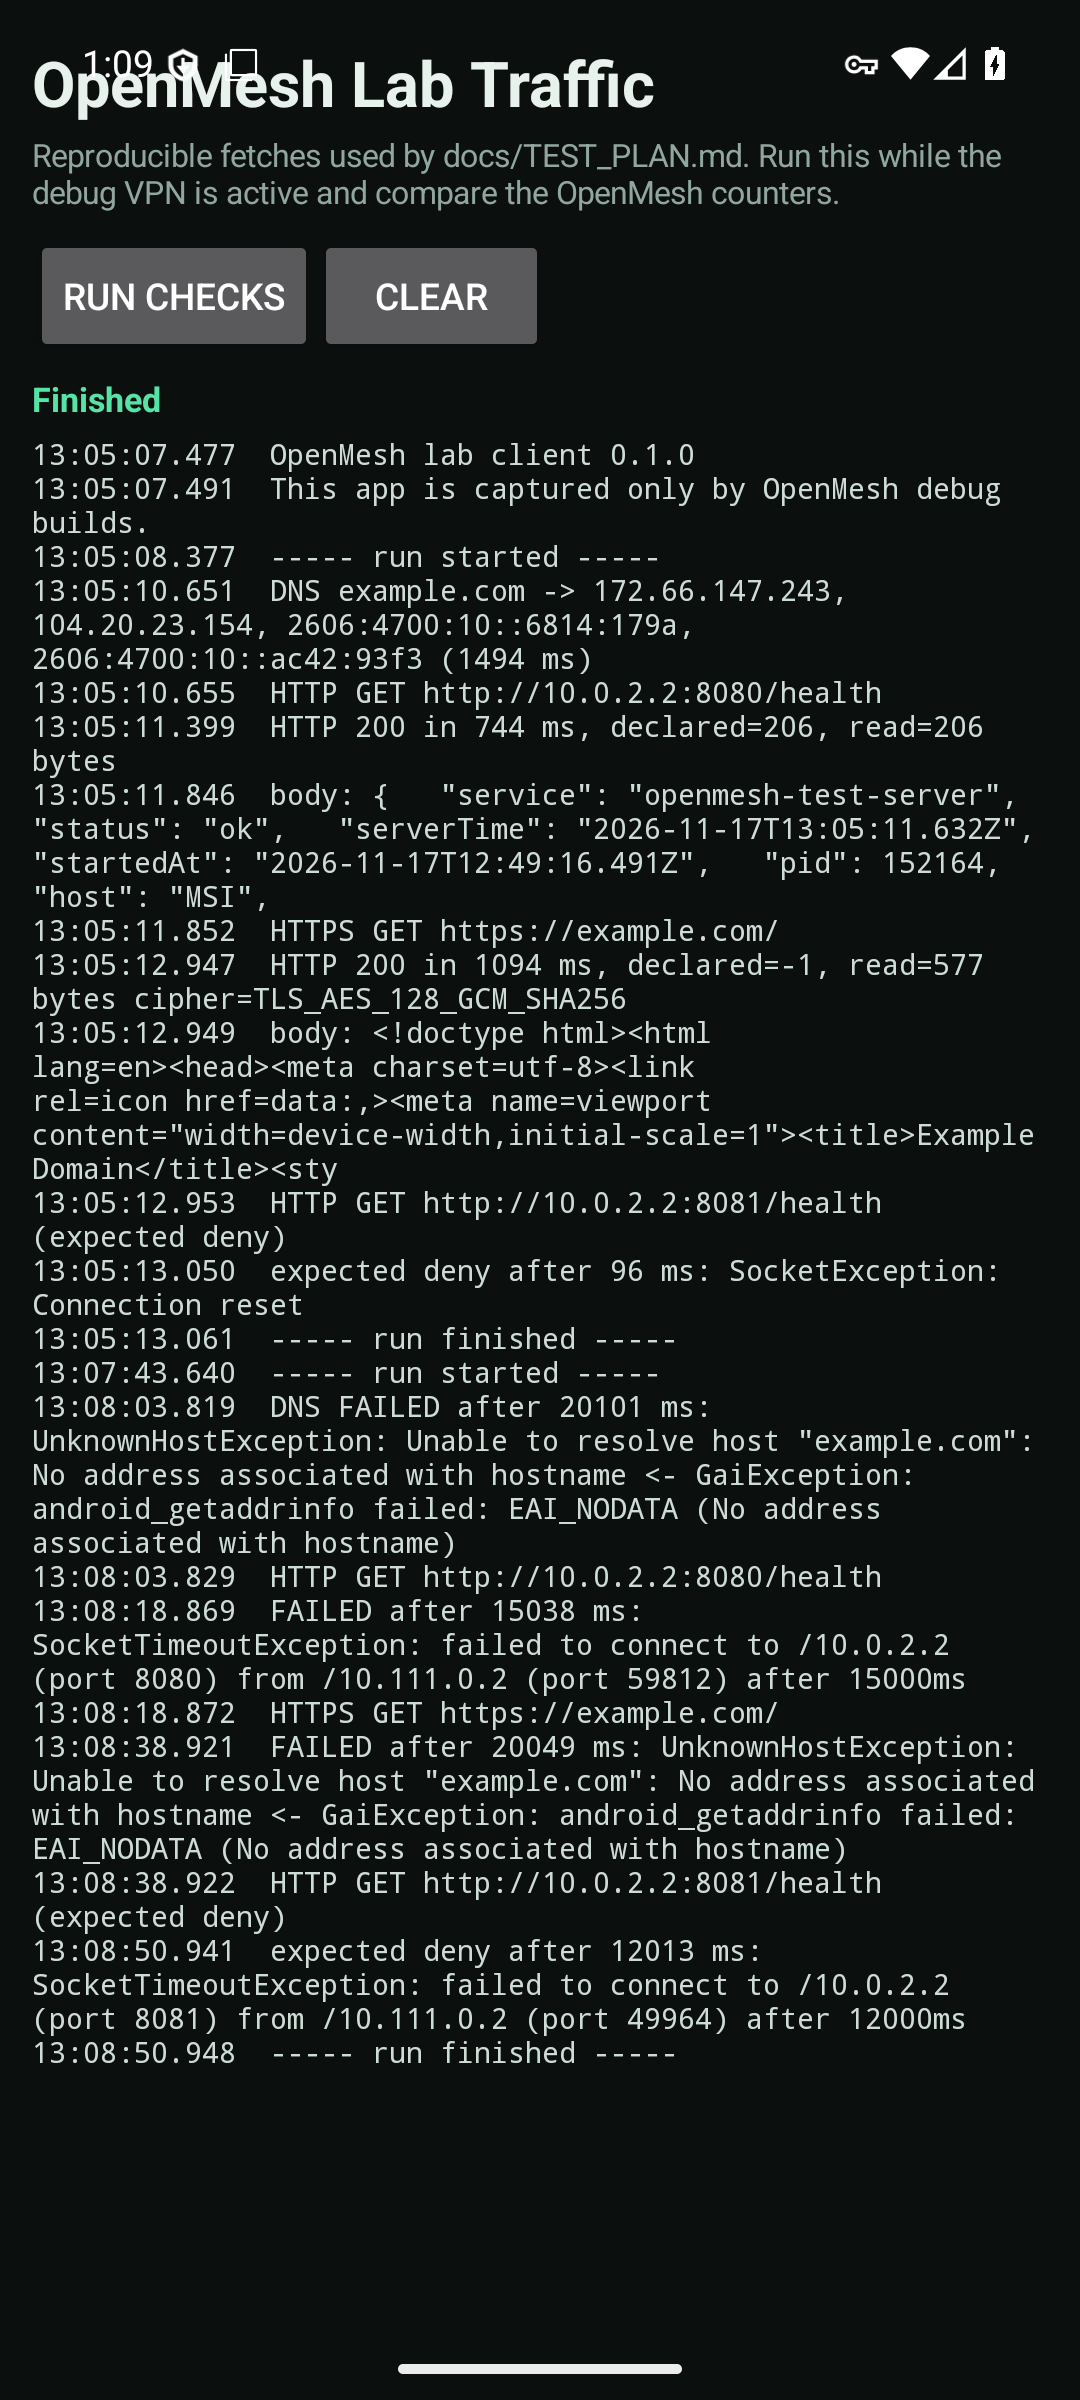 1:09
OpenMesh Lab Traffic
Reproducible fetches used by docs/TEST_PLAN.md. Run this while the
debug VPN is active and compare the OpenMesh counters.
RUN CHECKS
CLEAR
Finished
13:05:07.477  OpenMesh lab client 0.1.0
13:05:07.491  This app is captured only by OpenMesh debug
builds.
13:05:08.377  ----- run started -----
13:05:10.651  DNS example.com -> 172.66.147.243,
104.20.23.154, 2606:4700:10::6814:179a,
2606:4700:10::ac42:93f3 (1494 ms)
13:05:10.655  HTTP GET http://10.0.2.2:8080/health
13:05:11.399  HTTP 200 in 744 ms, declared=206, read=206
bytes
13:05:11.846  body: {   "service": "openmesh-test-server",
"status": "ok",   "serverTime": "2026-11-17T13:05:11.632Z",
"startedAt": "2026-11-17T12:49:16.491Z",   "pid": 152164,
"host": "MSI",
13:05:11.852  HTTPS GET https://example.com/
13:05:12.947  HTTP 200 in 1094 ms, declared=-1, read=577
bytes cipher=TLS_AES_128_GCM_SHA256
13:05:12.949  body: <!doctype html><html
lang=en><head><meta charset=utf-8><link
rel=icon href=data:,><meta name=viewport
content="width=device-width,initial-scale=1"><title>Example
Domain</title><sty
13:05:12.953  HTTP GET http://10.0.2.2:8081/health
(expected deny)
13:05:13.050  expected deny after 96 ms: SocketException:
Connection reset
13:05:13.061  ----- run finished -----
13:07:43.640  ----- run started -----
13:08:03.819  DNS FAILED after 20101 ms:
UnknownHostException: Unable to resolve host "example.com":
No address associated with hostname <- GaiException:
android_getaddrinfo failed: EAI_NODATA (No address
associated with hostname)
13:08:03.829  HTTP GET http://10.0.2.2:8080/health
13:08:18.869  FAILED after 15038 ms:
SocketTimeoutException: failed to connect to /10.0.2.2
(port 8080) from /10.111.0.2 (port 59812) after 15000ms
13:08:18.872  HTTPS GET https://example.com/
13:08:38.921  FAILED after 20049 ms: UnknownHostException:
Unable to resolve host "example.com": No address associated
with hostname <- GaiException: android_getaddrinfo failed:
EAI_NODATA (No address associated with hostname)
13:08:38.922  HTTP GET http://10.0.2.2:8081/health
(expected deny)
13:08:50.941  expected deny after 12013 ms:
SocketTimeoutException: failed to connect to /10.0.2.2
(port 8081) from /10.111.0.2 (port 49964) after 12000ms
13:08:50.948  ----- run finished -----